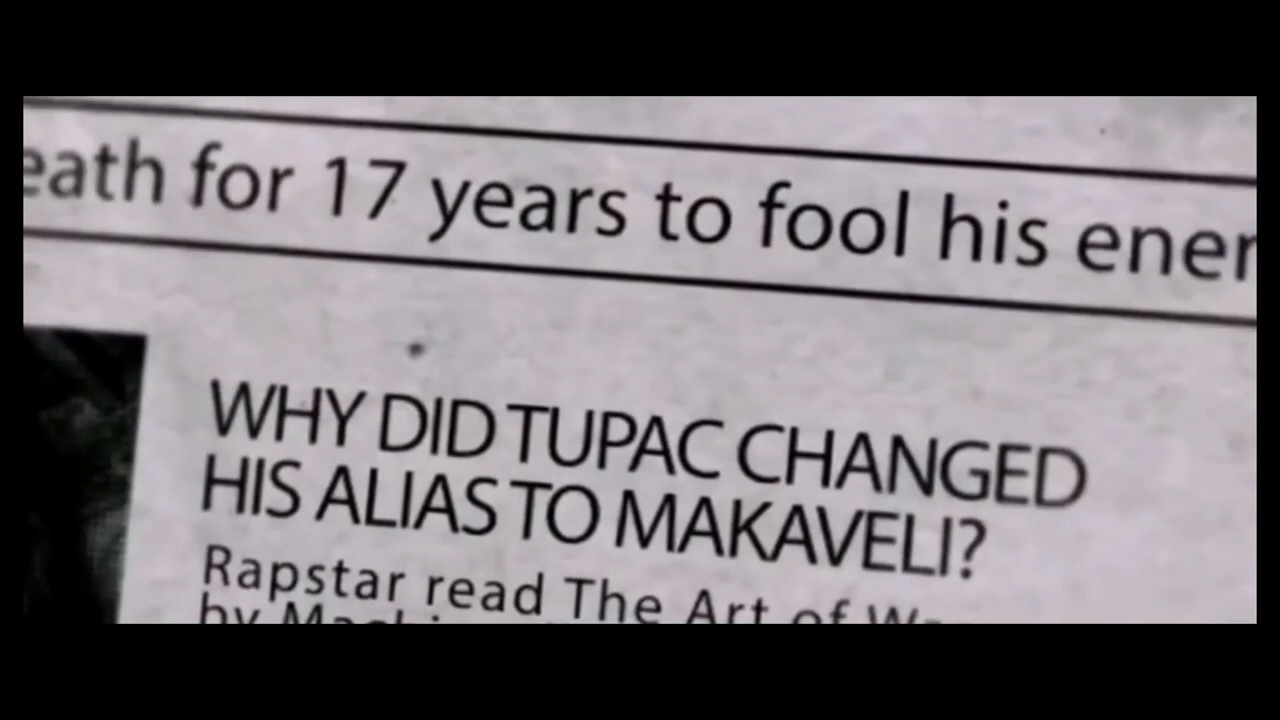 eath for 17 years to fool his ener
WHY DID TUPAC CHANGED
HIS ALIAS TO MAKAVELI?
Rapstar read The Art of
by